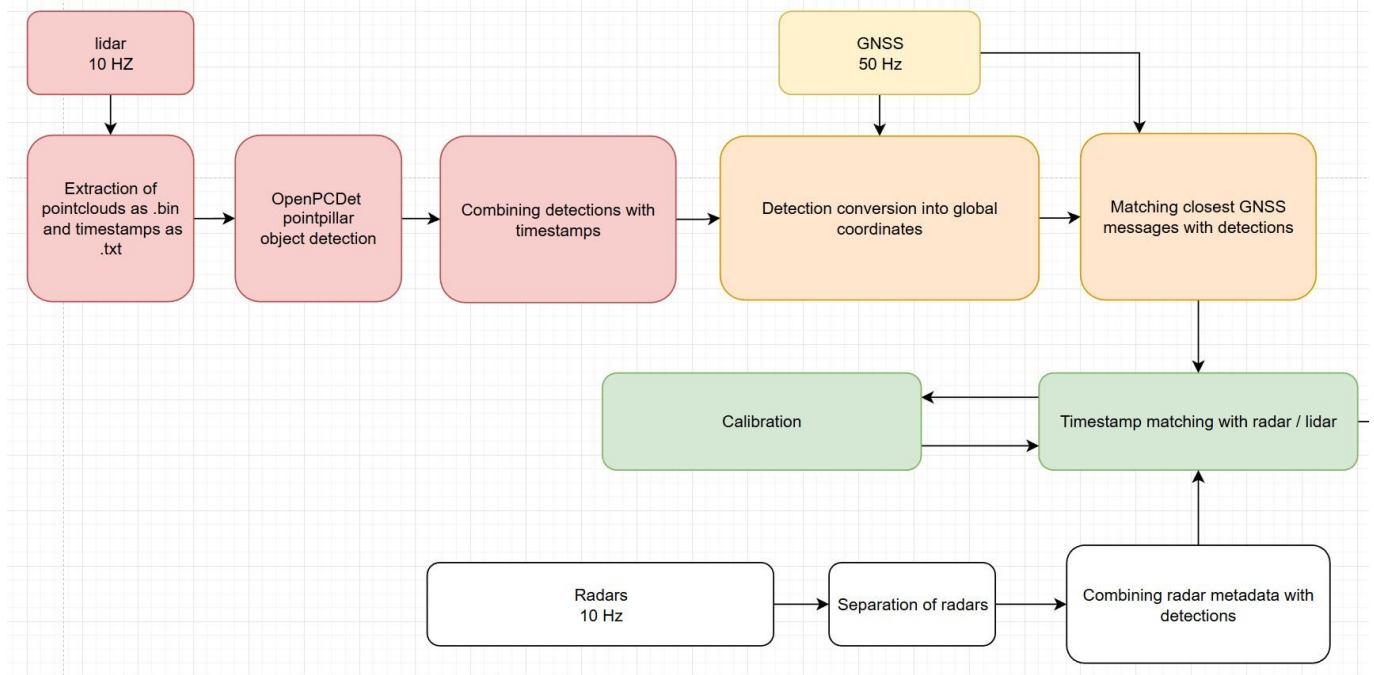 lidar
10 HZ
GNSS
50 Hz
Extraction of
pointclouds as .bin
and timestamps as
.txt
OpenPCDet
pointpillar
object detection
Combining detections with
timestamps
Detection conversion into global
coordinates
Matching closest GNSS
messages with detections
Calibration
Timestamp matching with radar / lidar
Radars
10 Hz
Separation of radars
Combining radar metadata with
detections